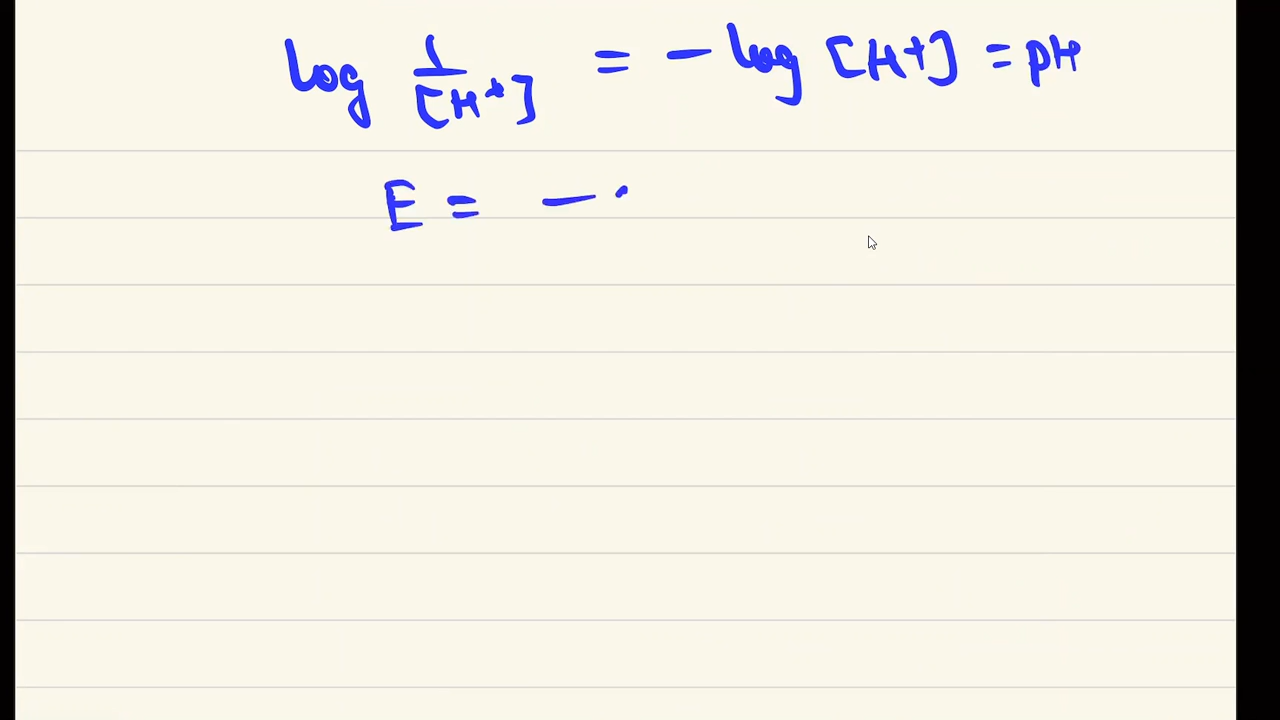 log 1/[H+] = - log [H+] = pH
E = - ·